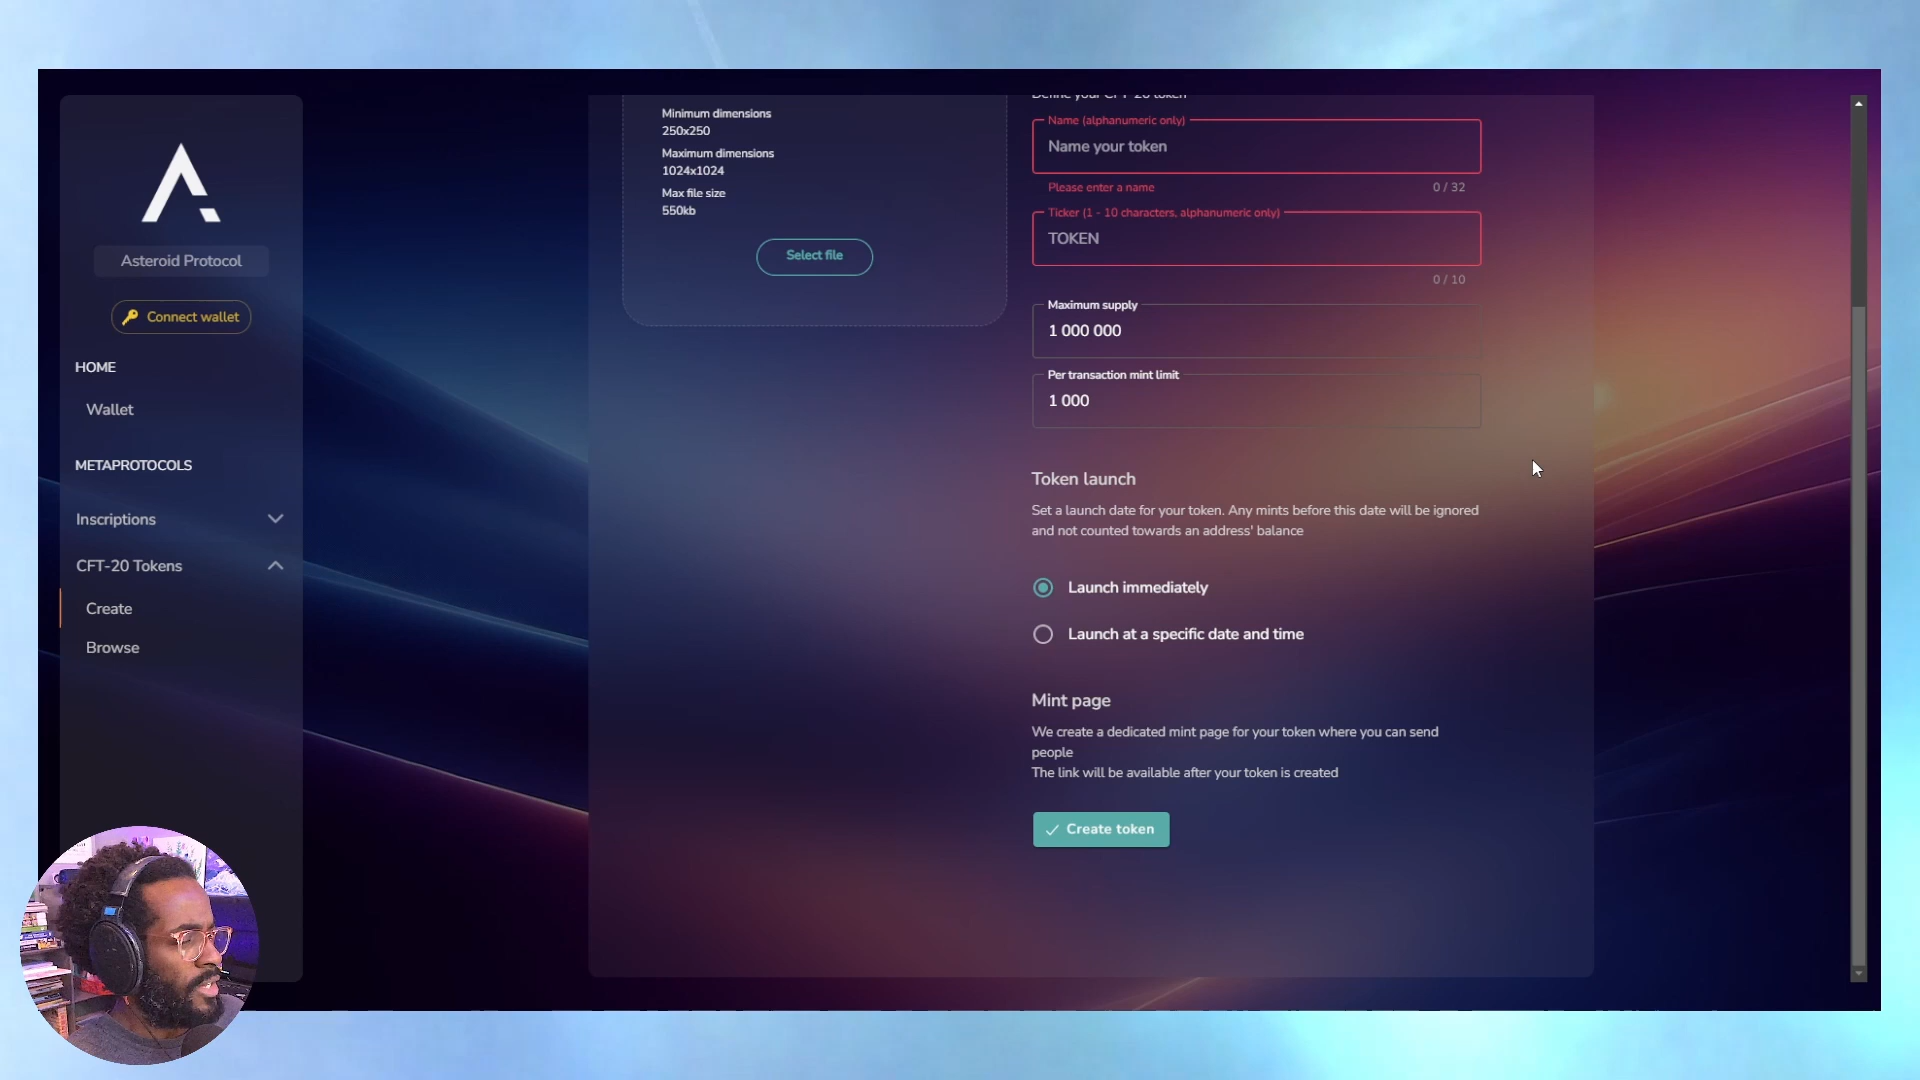 Asteroid Protocol
Connect wallet
HOME
Wallet
METAPROTOCOLS
Inscriptions
CFT-20 Tokens
Create
Browse
Minimum dimensions
250x250
Maximum dimensions
1024x1024
Max file size
550kb
Select file
Define your CFT-20 token
Name (alphanumeric only)
Name your token
Please enter a name
0 / 32
Ticker (1 - 10 characters, alphanumeric only)
TOKEN
0 / 10
Maximum supply
1 000 000
Per transaction mint limit
1 000
Token launch
Set a launch date for your token. Any mints before this date will be ignored
and not counted towards an address' balance
Launch immediately
Launch at a specific date and time
Mint page
We create a dedicated mint page for your token where you can send
people
The link will be available after your token is created
Create token